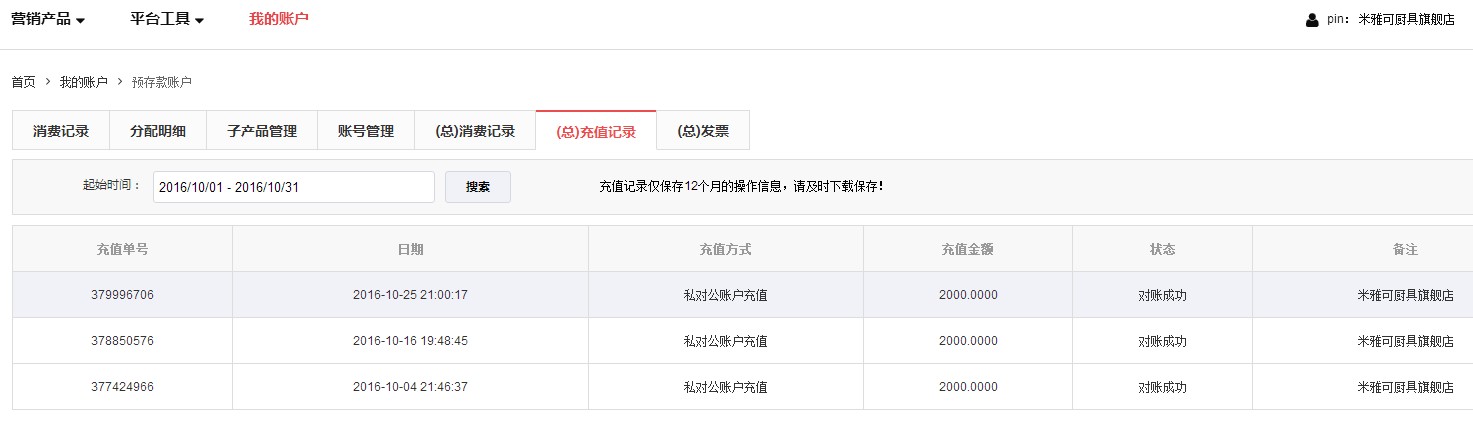 营销产品 平台工具 我的账户 pin： 米雅可厨具旗舰店
首页 > 我的账户 > 预存款账户
消费记录 分配明细 子产品管理 账号管理 (总)消费记录 (总)充值记录 (总)发票
起始时间： 2016/10/01 - 2016/10/31 搜索 充值记录仅保存12个月的操作信息，请及时下载保存！
充值单号 日期 充值方式 充值金额 状态 备注
379996706 2016-10-25 21:00:17 私对公账户充值 2000.0000 对账成功 米雅可厨具旗舰店
378850576 2016-10-16 19:48:45 私对公账户充值 2000.0000 对账成功 米雅可厨具旗舰店
377424966 2016-10-04 21:46:37 私对公账户充值 2000.0000 对账成功 米雅可厨具旗舰店